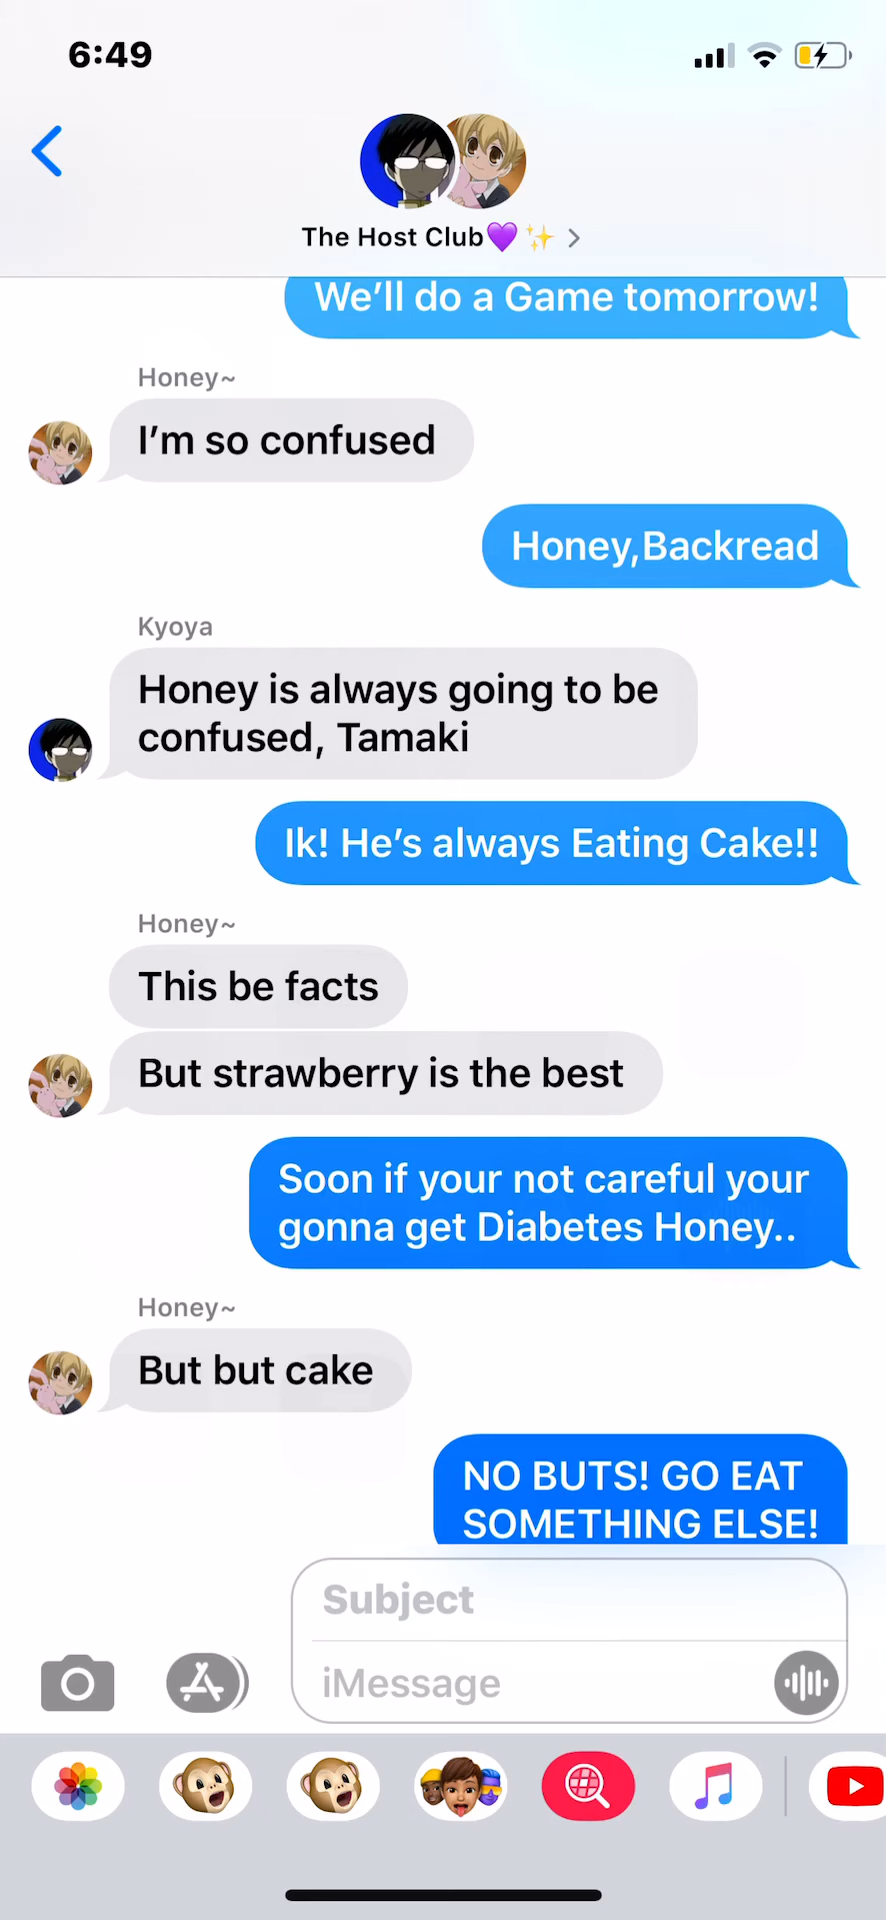 6:49
The Host Club💜✨
We'll do a Game tomorrow!
Honey~
I'm so confused
Honey,Backread
Kyoya
Honey is always going to be
confused, Tamaki
Ik! He's always Eating Cake!!
Honey~
This be facts
But strawberry is the best
Soon if your not careful your
gonna get Diabetes Honey..
Honey~
But but cake
NO BUTS! GO EAT
SOMETHING ELSE!
Subject
iMessage